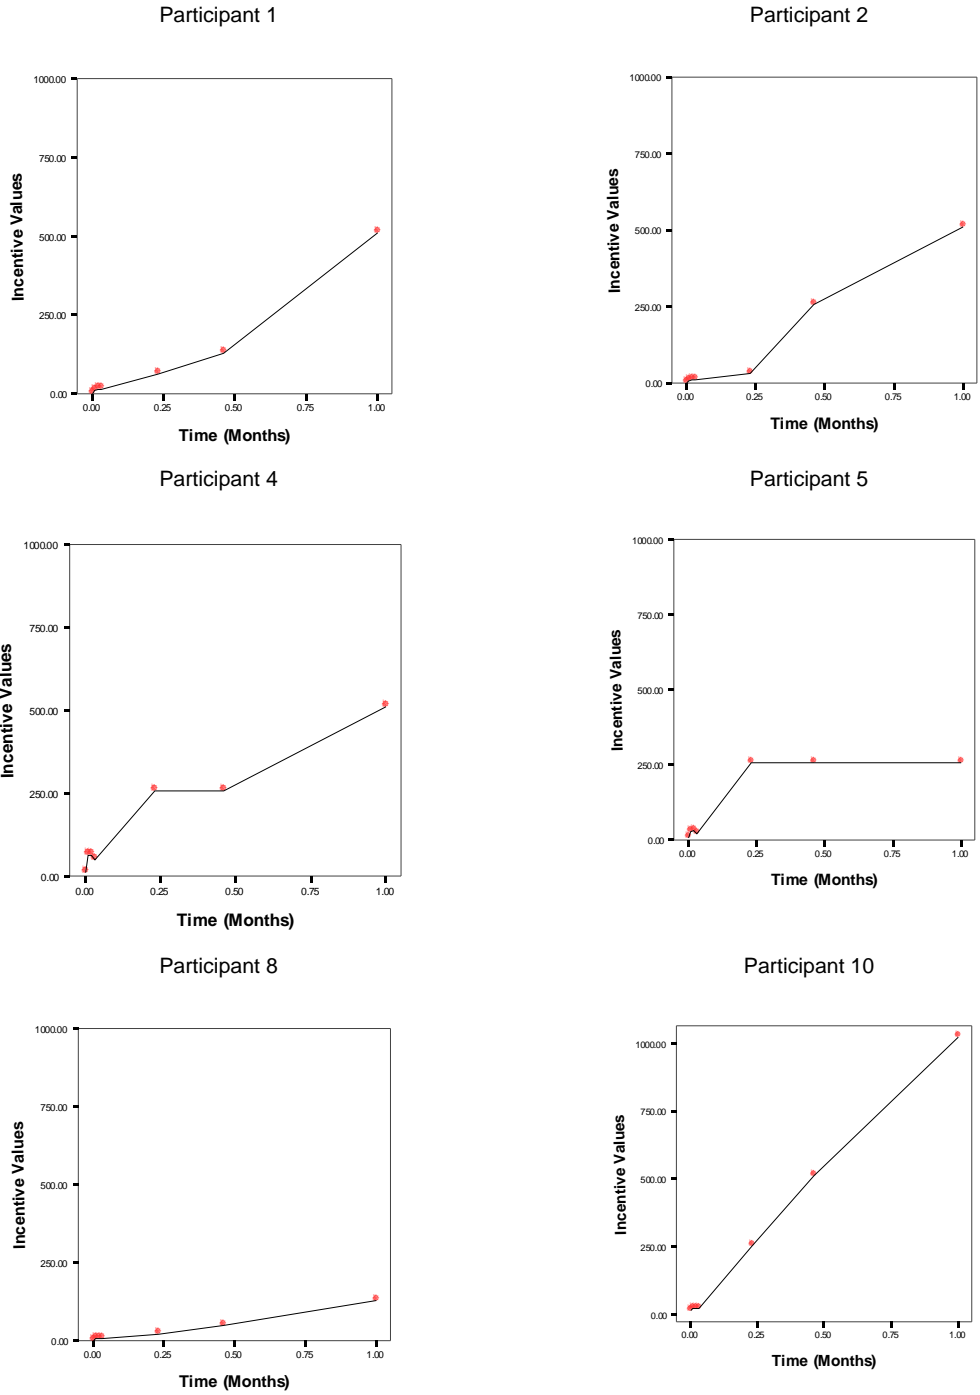 Participant 1
1000.00
750.00
500.00
250.00
0.00
Incentive Values
0.00 0.25 0.50 0.75 1.00
Time (Months)
Participant 2
1000.00
750.00
500.00
250.00
0.00
Incentive Values
0.00 0.25 0.50 0.75 1.00
Time (Months)
Participant 4
1000.00
750.00
500.00
250.00
0.00
Incentive Values
0.00 0.25 0.50 0.75 1.00
Time (Months)
Participant 5
1000.00
750.00
500.00
250.00
0.00
Incentive Values
0.00 0.25 0.50 0.75 1.00
Time (Months)
Participant 8
1000.00
750.00
500.00
250.00
0.00
Incentive Values
0.00 0.25 0.50 0.75 1.00
Time (Months)
Participant 10
1000.00
750.00
500.00
250.00
0.00
Incentive Values
0.00 0.25 0.50 0.75 1.00
Time (Months)